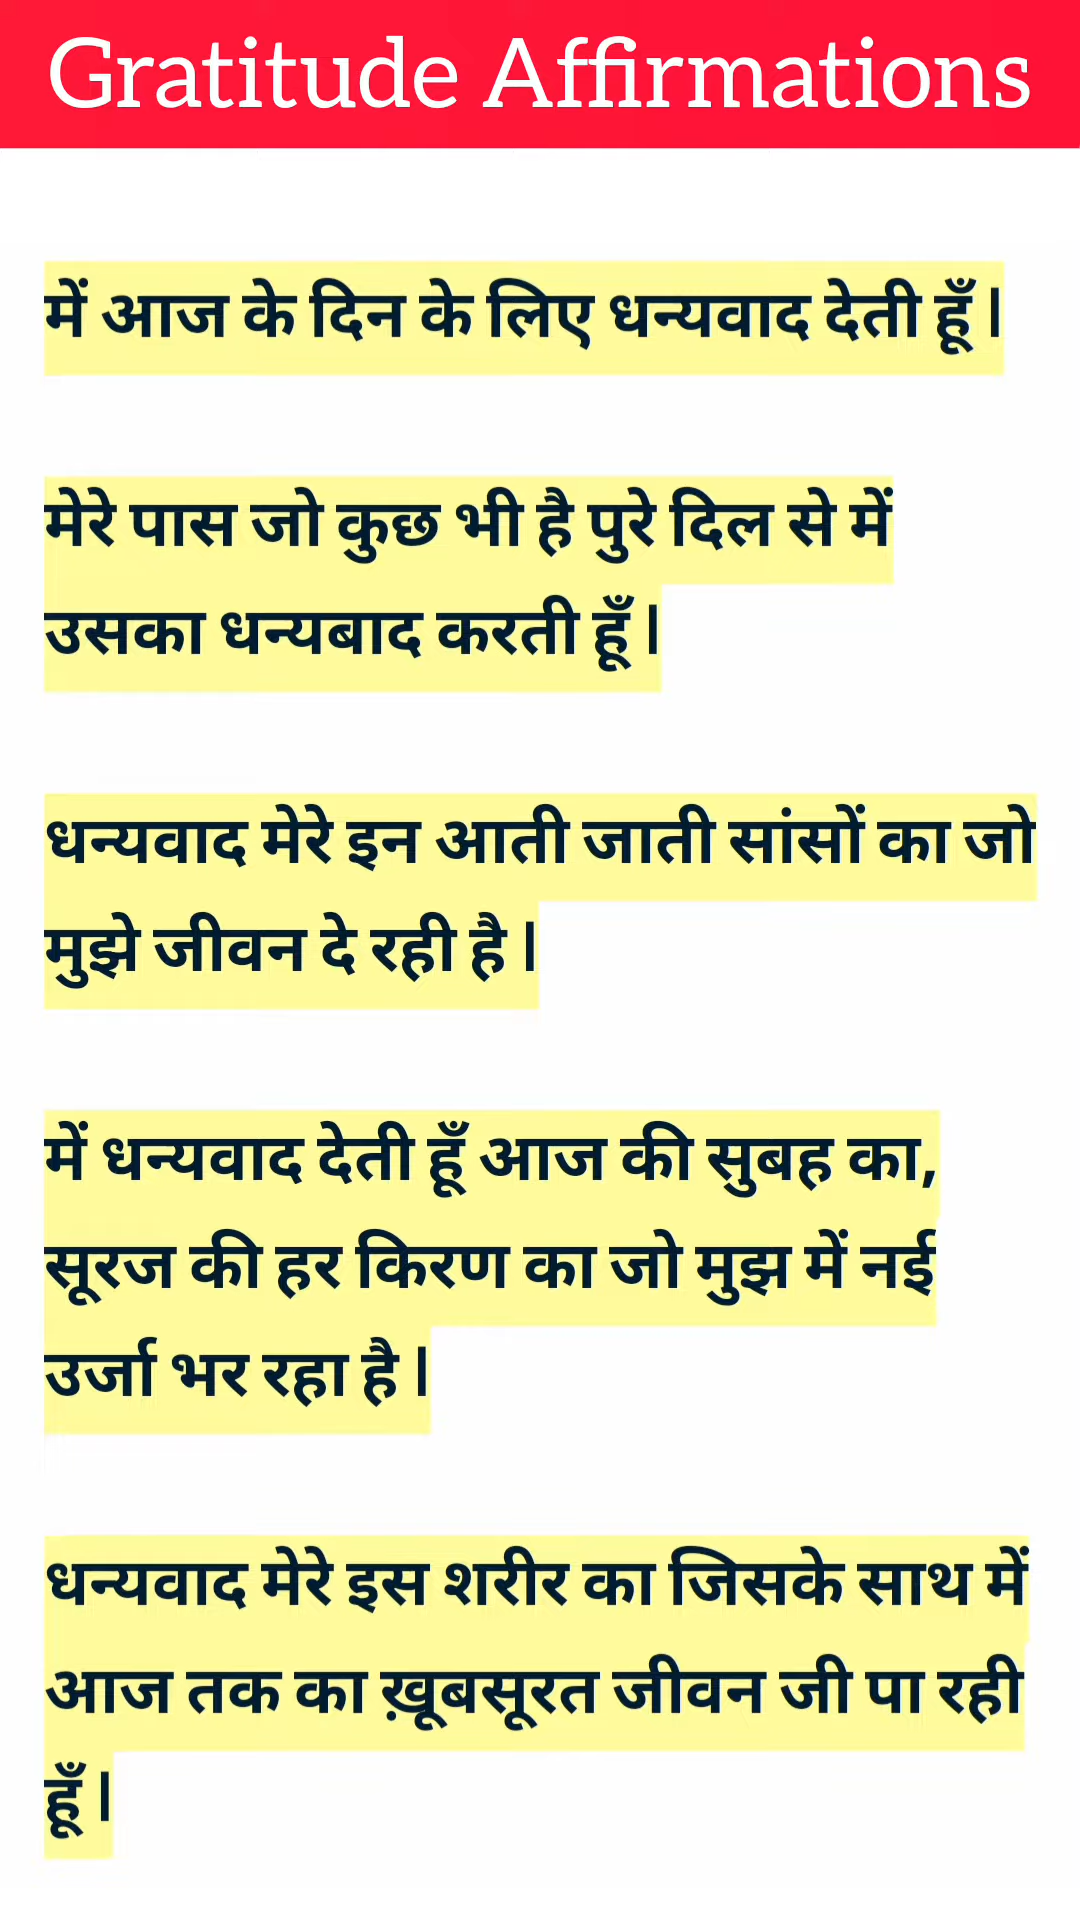 Gratitude Affirmations
में आज के दिन के लिए धन्यवाद देती हूँ।
मेरे पास जो कुछ भी है पुरे दिल से में
उसका धन्यबाद करती हूँ।
धन्यवाद मेरे इन आती जाती सांसों का जो
मुझे जीवन दे रही है।
में धन्यवाद देती हूँ आज की सुबह का,
सूरज की हर किरण का जो मुझ में नई
उर्जा भर रहा है।
धन्यवाद मेरे इस शरीर का जिसके साथ में
आज तक का ख़ूबसूरत जीवन जी पा रही
हूँ।